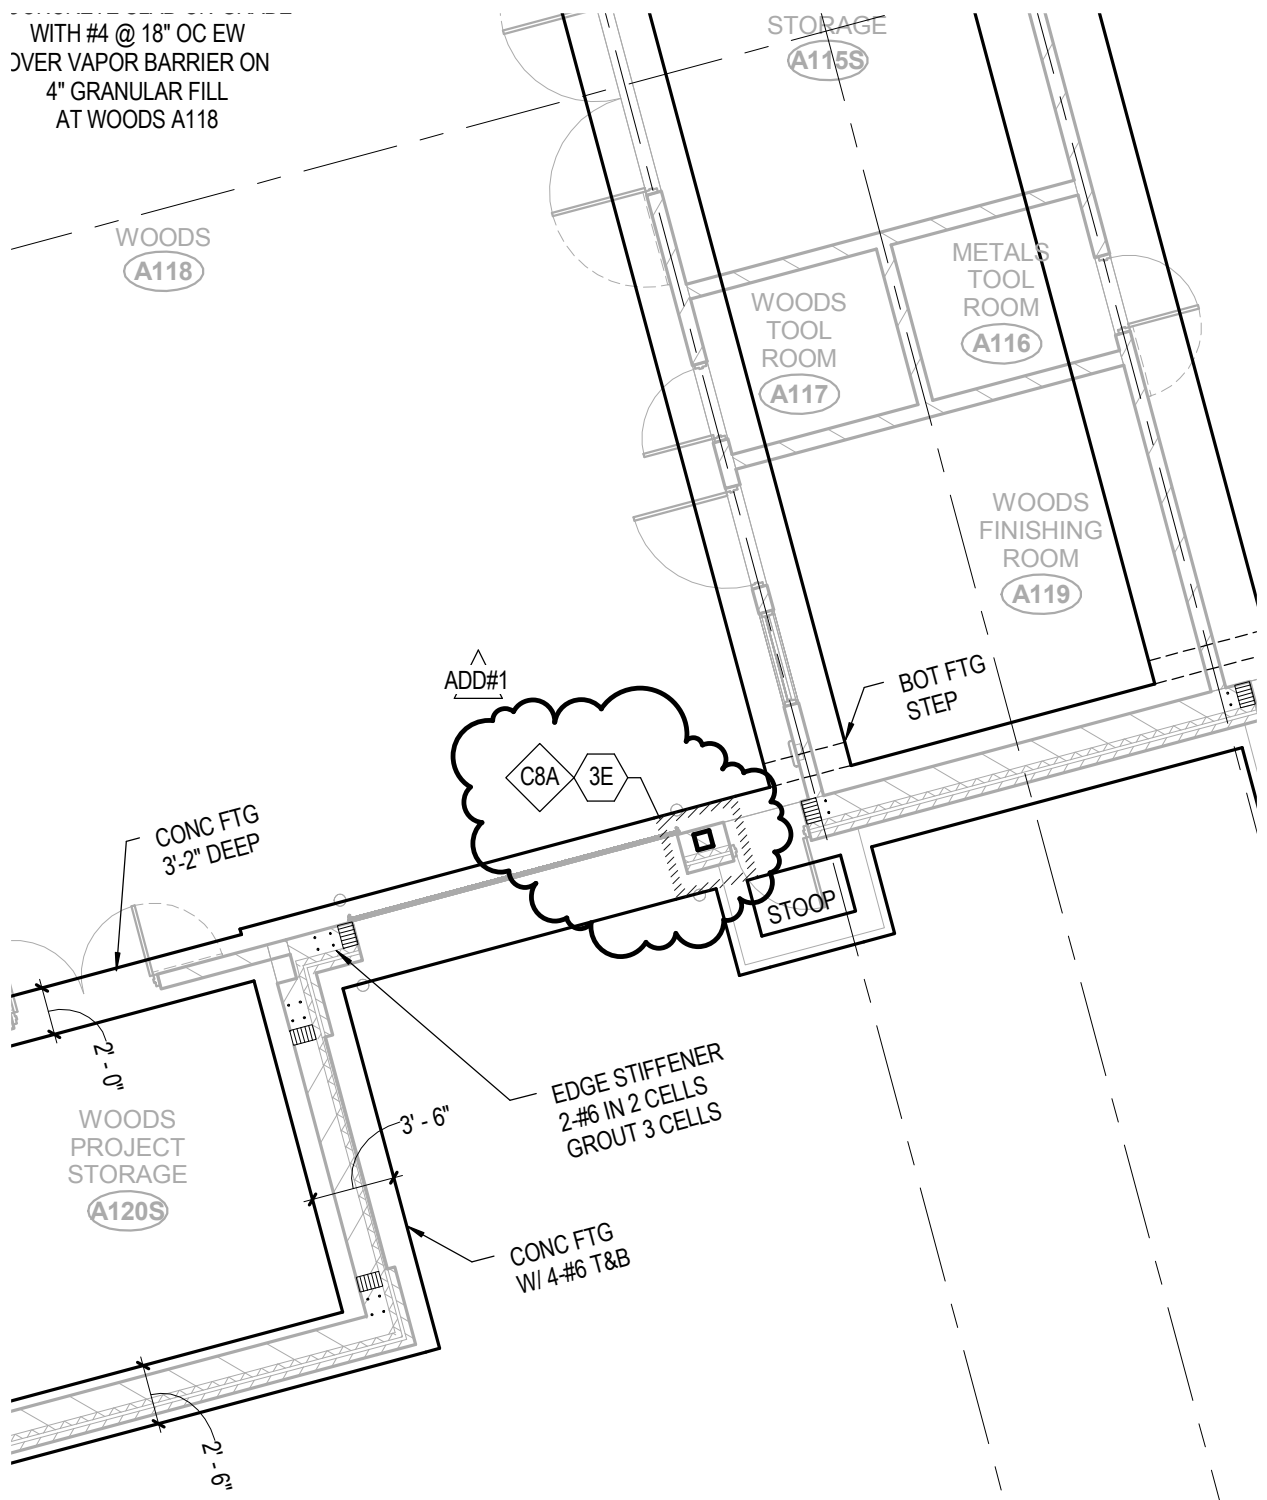 WITH #4 @ 18" OC EW
OVER VAPOR BARRIER ON
4" GRANULAR FILL
AT WOODS A118
STORAGE
A115S
WOODS
A118
METALS
TOOL
ROOM
A116
WOODS
TOOL
ROOM
A117
WOODS
FINISHING
ROOM
A119
ADD#1
BOT FTG
STEP
C8A
3E
CONC FTG
3'-2" DEEP
STOOP
2' - 0"
EDGE STIFFENER
2-#6 IN 2 CELLS
GROUT 3 CELLS
3' - 6"
WOODS
PROJECT
STORAGE
A120S
CONC FTG
W/ 4-#6 T&B
2' - 6"